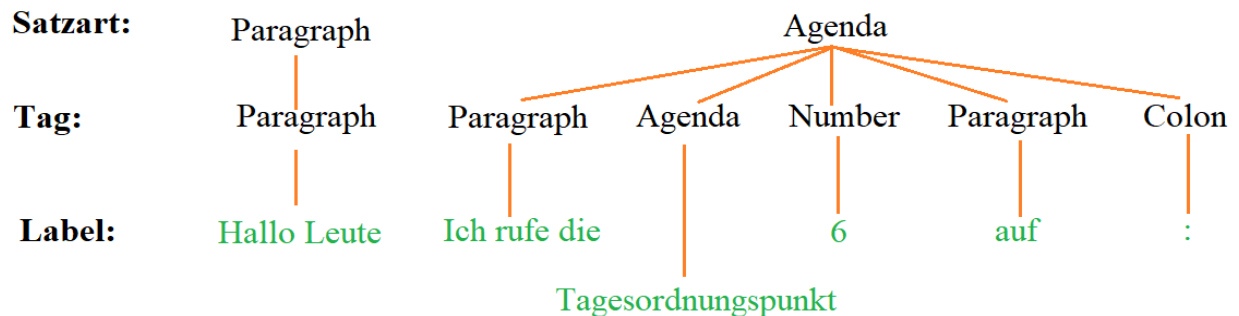 Satzart: Paragraph Agenda
Tag: Paragraph Paragraph Agenda Number Paragraph Colon
Label: Hallo Leute Ich rufe die 6 auf :
Tagesordnungspunkt